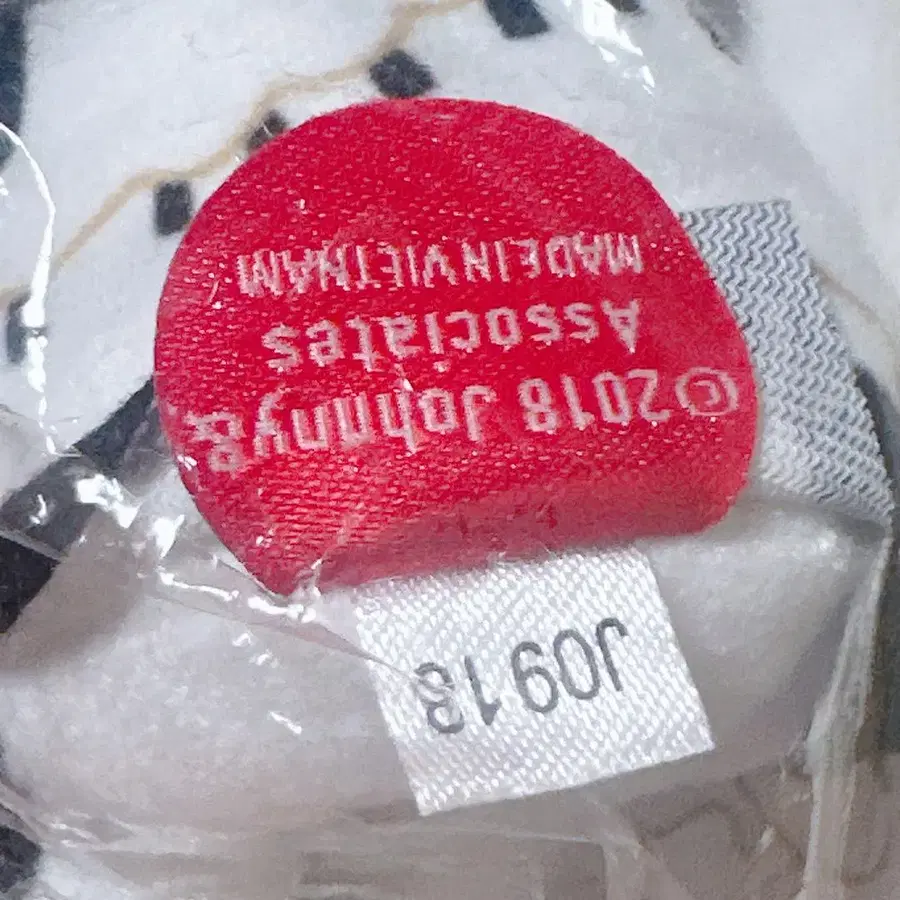 ©2018 Johnny&
Associates
MADE IN VIETNAM
J0918